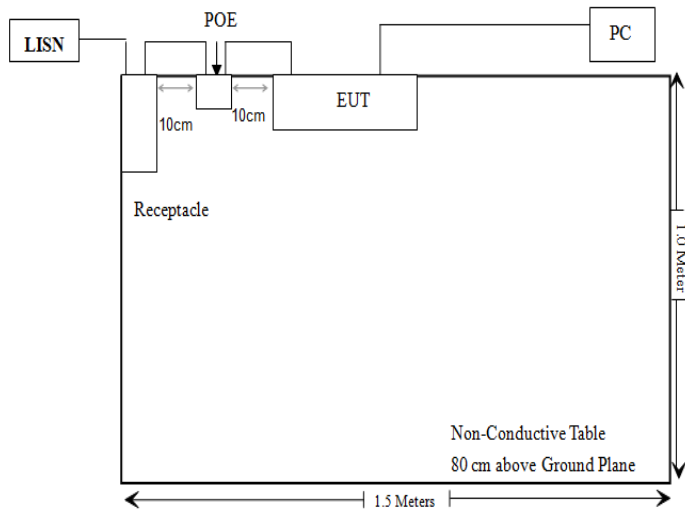 LISN
POE
PC
EUT
10cm
10cm
Receptacle
1.0 Meter
Non-Conductive Table
80 cm above Ground Plane
1.5 Meters